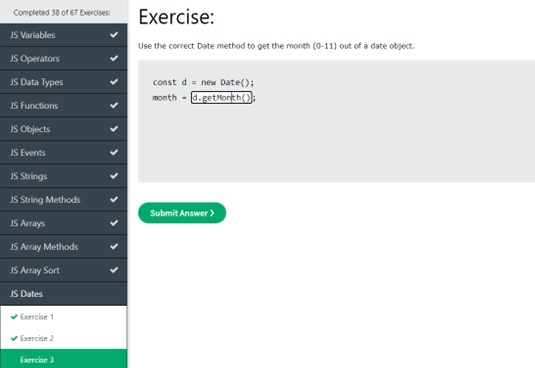 Completed 38 of 67 Exercises:
JS Variables
JS Operators
JS Data Types
JS Functions
JS Objects
JS Events
JS Strings
JS String Methods
JS Arrays
JS Array Methods
JS Array Sort
JS Dates
Exercise 1
Exercise 2
Exercise 3
Exercise:
Use the correct Date method to get the month (0-11) out of a date object.
const d = new Date();
month = d.getMonth();
Submit Answer ❯